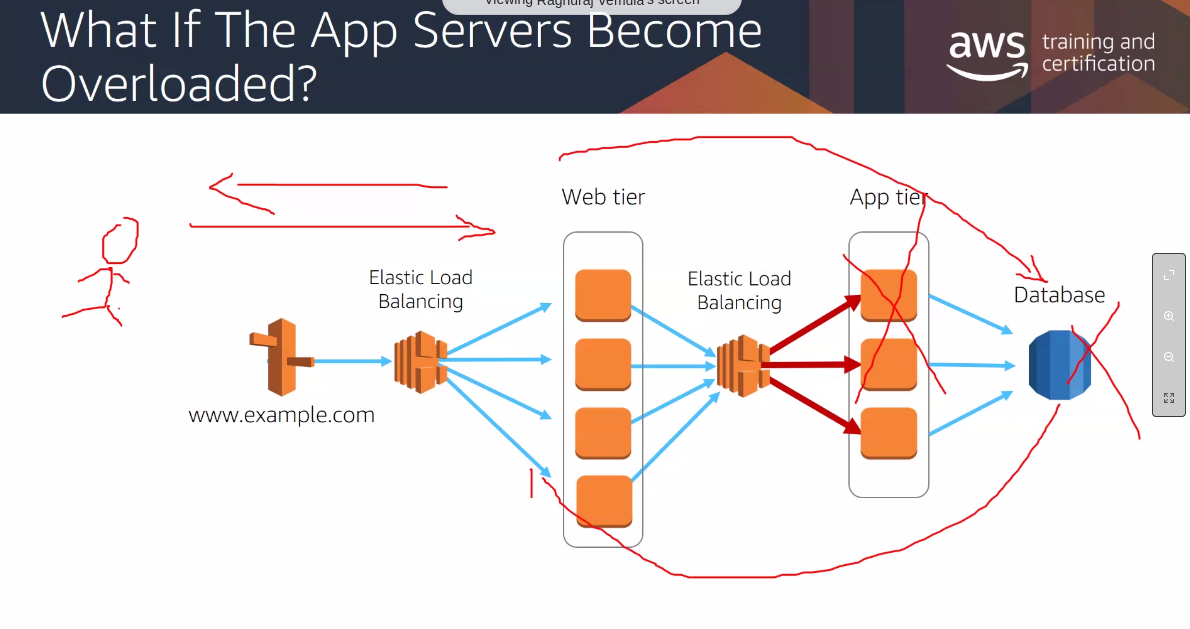 Viewing Raghuraj Vemula's screen
What If The App Servers Become
Overloaded?
aws
training and
certification
Web tier
App tier
Elastic Load
Balancing
Elastic Load
Balancing
Database
www.example.com